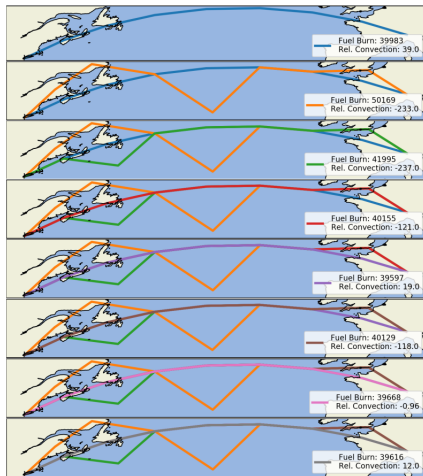 Fuel Burn: 39983
Rel. Convection: 39.0
Fuel Burn: 50169
Rel. Convection: -233.0
Fuel Burn: 41995
Rel. Convection: -237.0
Fuel Burn: 40155
Rel. Convection: -121.0
Fuel Burn: 39597
Rel. Convection: 19.0
Fuel Burn: 40129
Rel. Convection: -118.0
Fuel Burn: 39668
Rel. Convection: -0.96
Fuel Burn: 39616
Rel. Convection: 12.0